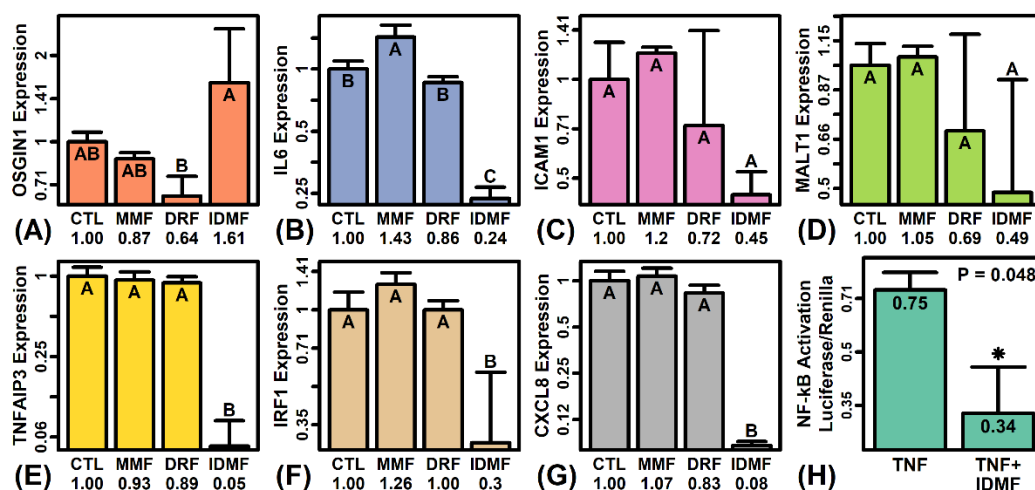 OSGIN1 Expression
2
1.41
1
0.71
AB
AB
B
A
(A)
CTL MMF DRF IDMF
1.00 0.87 0.64 1.61
IL6 Expression
1
0.5
0.25
B
A
B
C
(B)
CTL MMF DRF IDMF
1.00 1.43 0.86 0.24
ICAM1 Expression
1.41
1
0.71
0.5
A
A
A
A
(C)
CTL MMF DRF IDMF
1.00 1.2 0.72 0.45
MALT1 Expression
1.15
0.87
0.66
0.5
A
A
A
A
(D)
CTL MMF DRF IDMF
1.00 1.05 0.69 0.49
TNFAIP3 Expression
1
0.25
0.06
A
A
A
B
(E)
CTL MMF DRF IDMF
1.00 0.93 0.89 0.05
IRF1 Expression
1.41
1
0.71
0.35
A
A
A
B
(F)
CTL MMF DRF IDMF
1.00 1.26 1.00 0.3
CXCL8 Expression
1
0.5
0.25
0.12
A
A
A
B
(G)
CTL MMF DRF IDMF
1.00 1.07 0.83 0.08
NF-kB Activation
Luciferase/Renilla
0.71
0.5
0.35
P = 0.048
0.75
*
0.34
(H)
TNF TNF+
IDMF